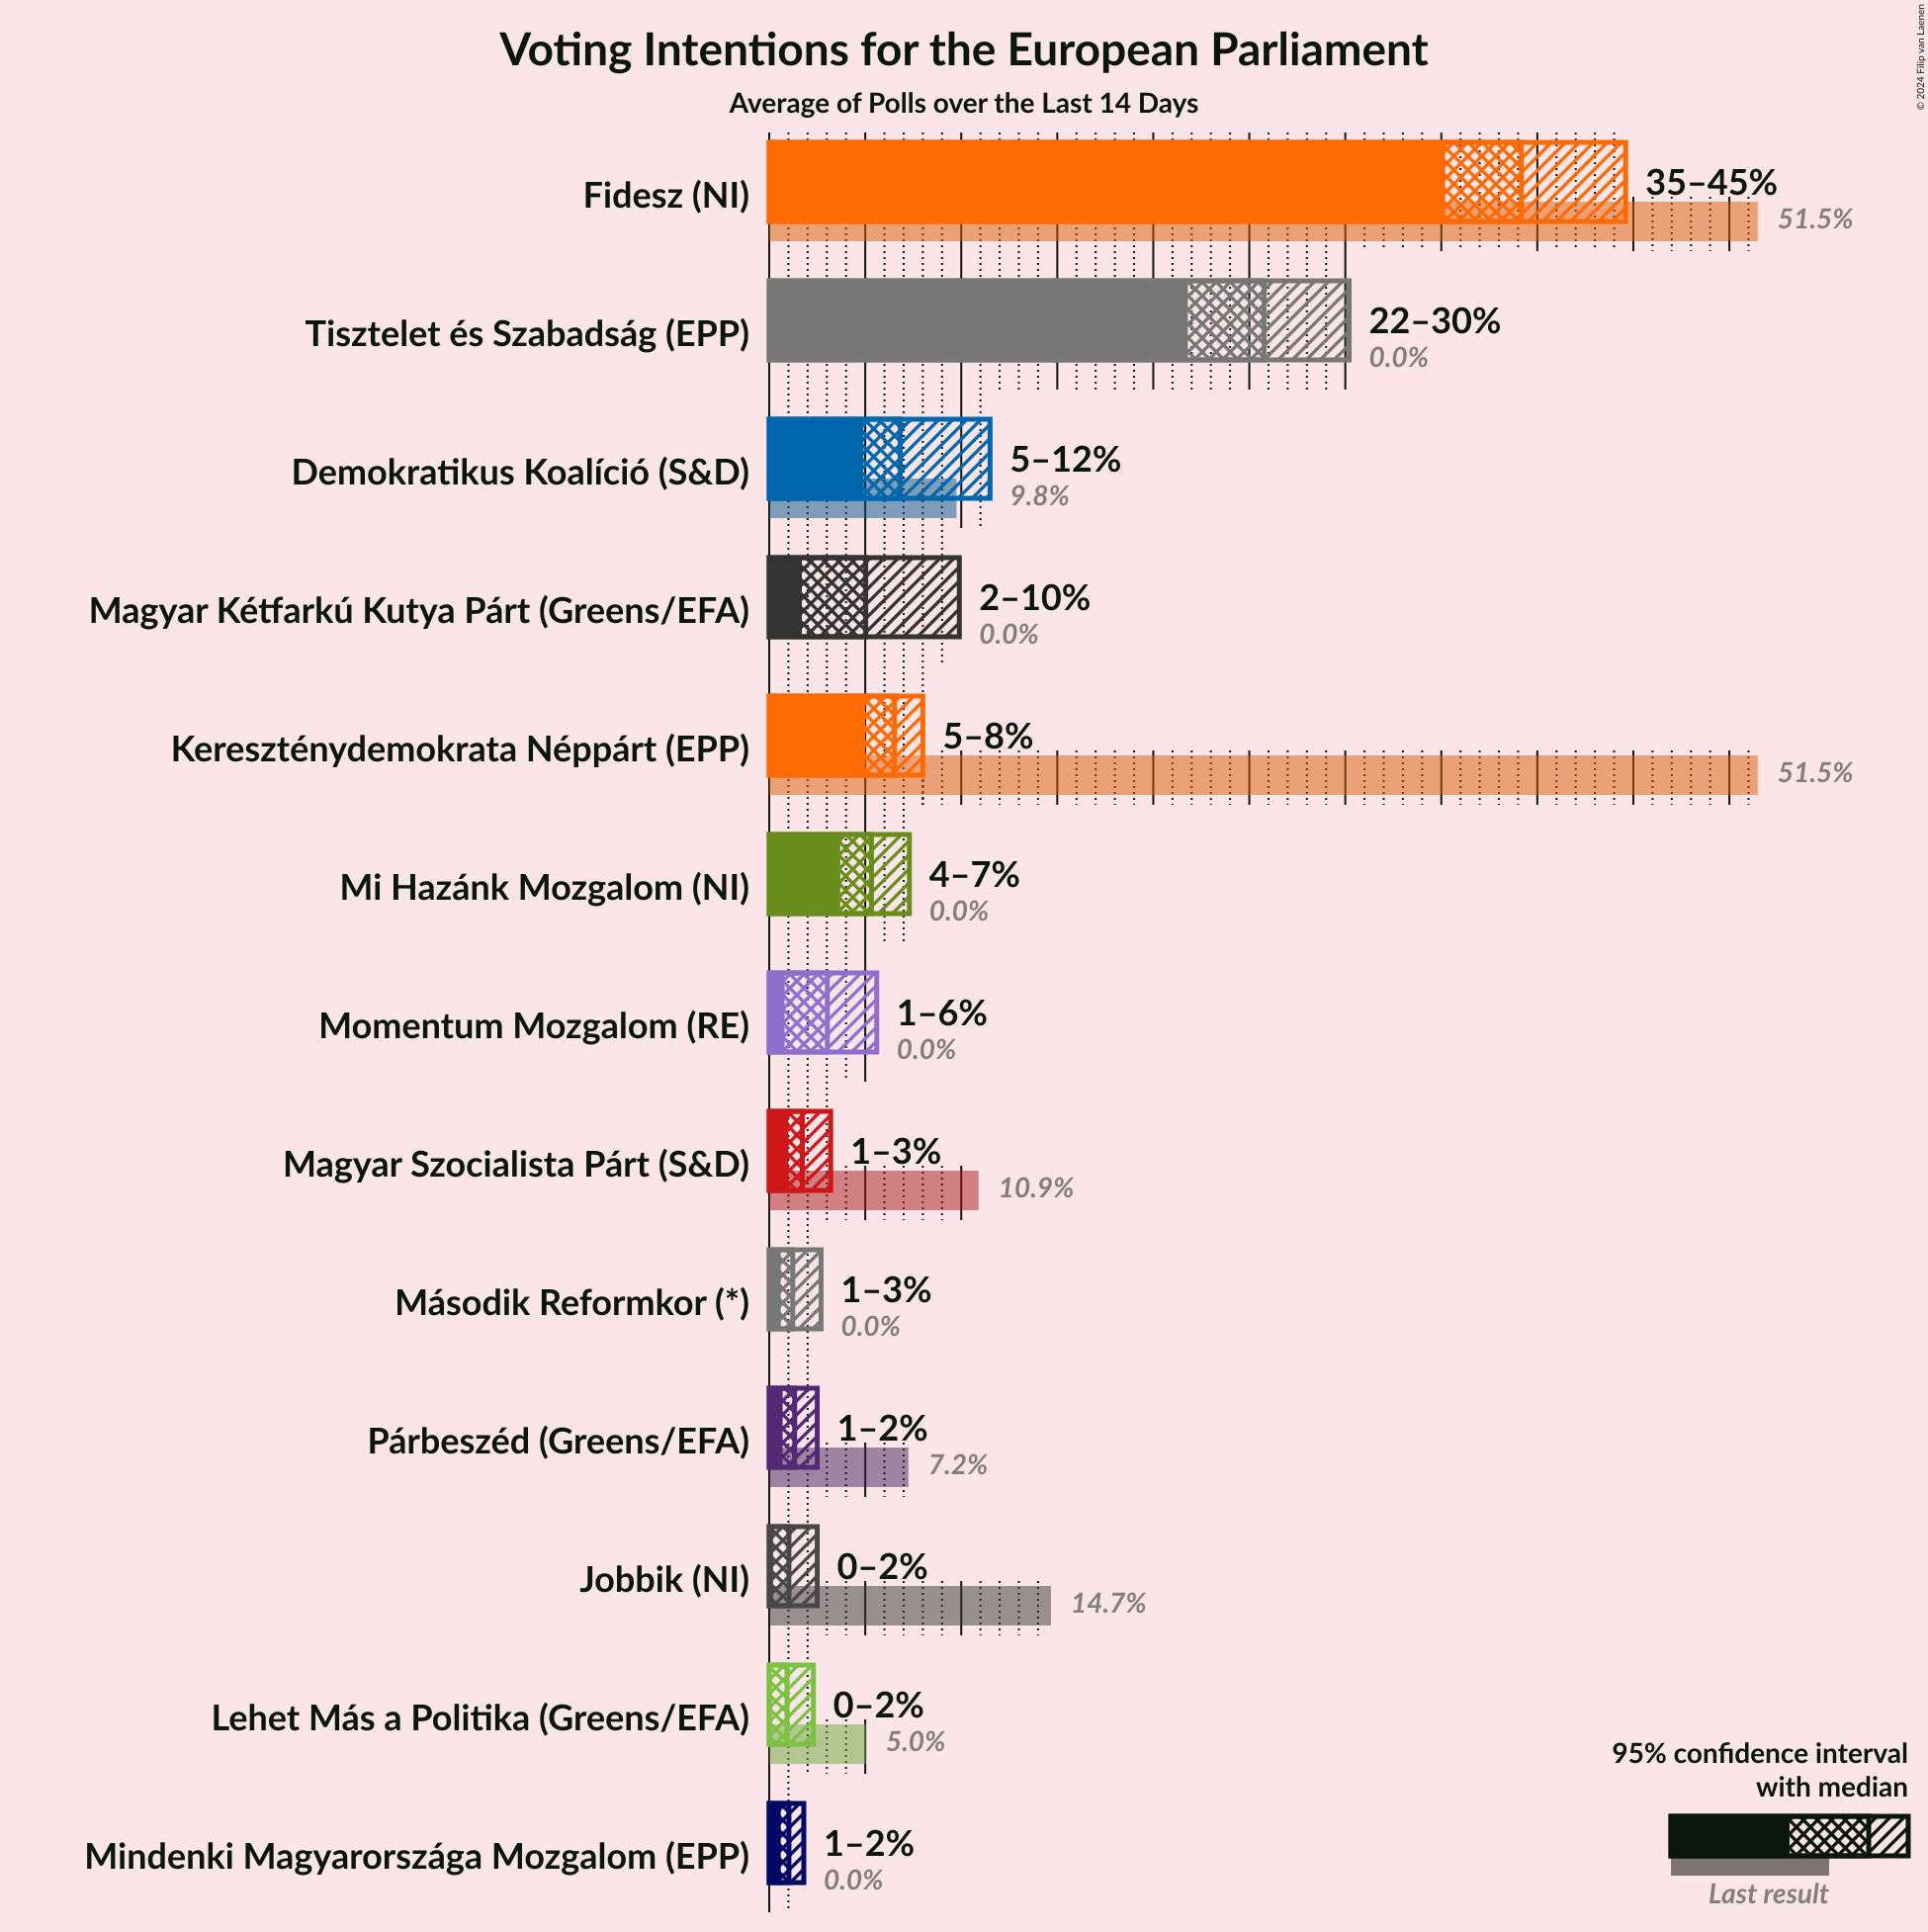 Voting Intentions for the European Parliament
Average of Polls over the Last 14 Days
© 2024 Filip van Laenen
Fidesz (NI)
35–45%
51.5%
Tisztelet és Szabadság (EPP)
22–30%
0.0%
Demokratikus Koalíció (S&D)
5–12%
9.8%
Magyar Kétfarkú Kutya Párt (Greens/EFA)
2–10%
0.0%
Kereszténydemokrata Néppárt (EPP)
5–8%
51.5%
Mi Hazánk Mozgalom (NI)
4–7%
0.0%
Momentum Mozgalom (RE)
1–6%
0.0%
Magyar Szocialista Párt (S&D)
1–3%
10.9%
Második Reformkor (*)
1–3%
0.0%
Párbeszéd (Greens/EFA)
1–2%
7.2%
Jobbik (NI)
0–2%
14.7%
Lehet Más a Politika (Greens/EFA)
0–2%
5.0%
Mindenki Magyarországa Mozgalom (EPP)
1–2%
0.0%
95% confidence interval
with median
Last result